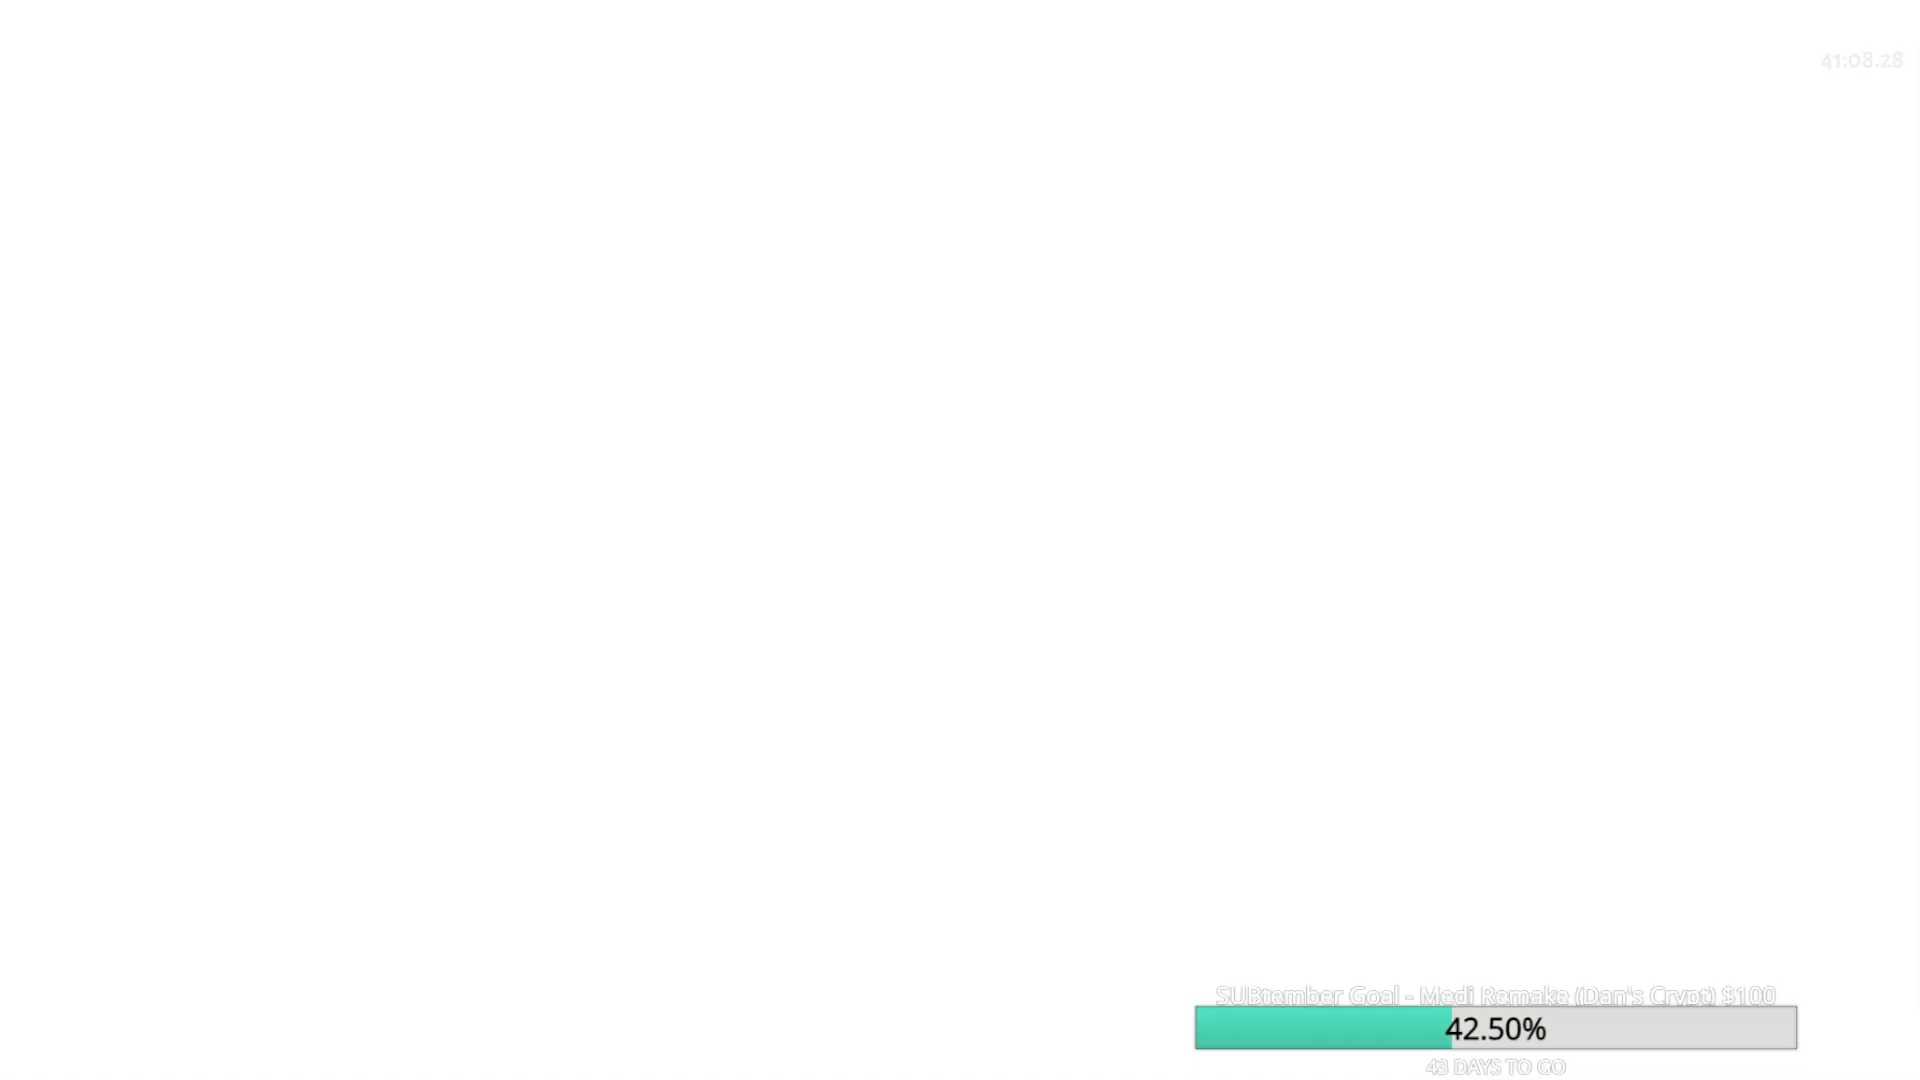 41:08.28
SUBtember Goal - Medi Remake (Dan's Crypt) $100
42.50%
43 DAYS TO GO